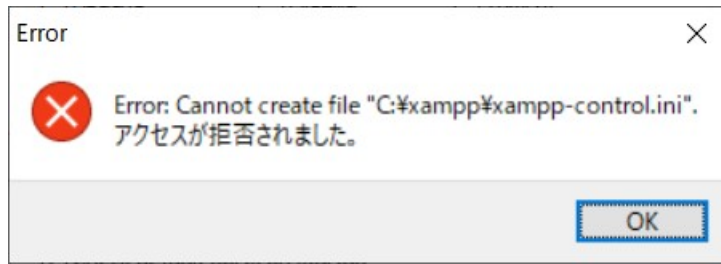 Error
Error: Cannot create file "C:¥xampp¥xampp-control.ini".
アクセスが拒否されました。
OK